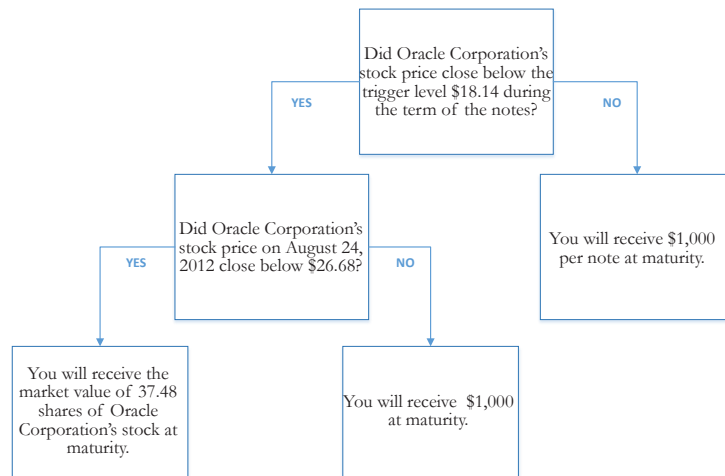 Did Oracle Corporation's
stock price close below the
trigger level $18.14 during
the term of the notes?
YES
NO
Did Oracle Corporation's
stock price on August 24,
2012 close below $26.68?
You will receive $1,000
per note at maturity.
YES
NO
You will receive the
market value of 37.48
shares of Oracle
Corporation's stock at
maturity.
You will receive $1,000
at maturity.